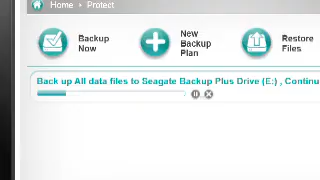 Home › Protect
Backup Now
New Backup Plan
Restore Files
Back up All data files to Seagate Backup Plus Drive (E:) , Continu